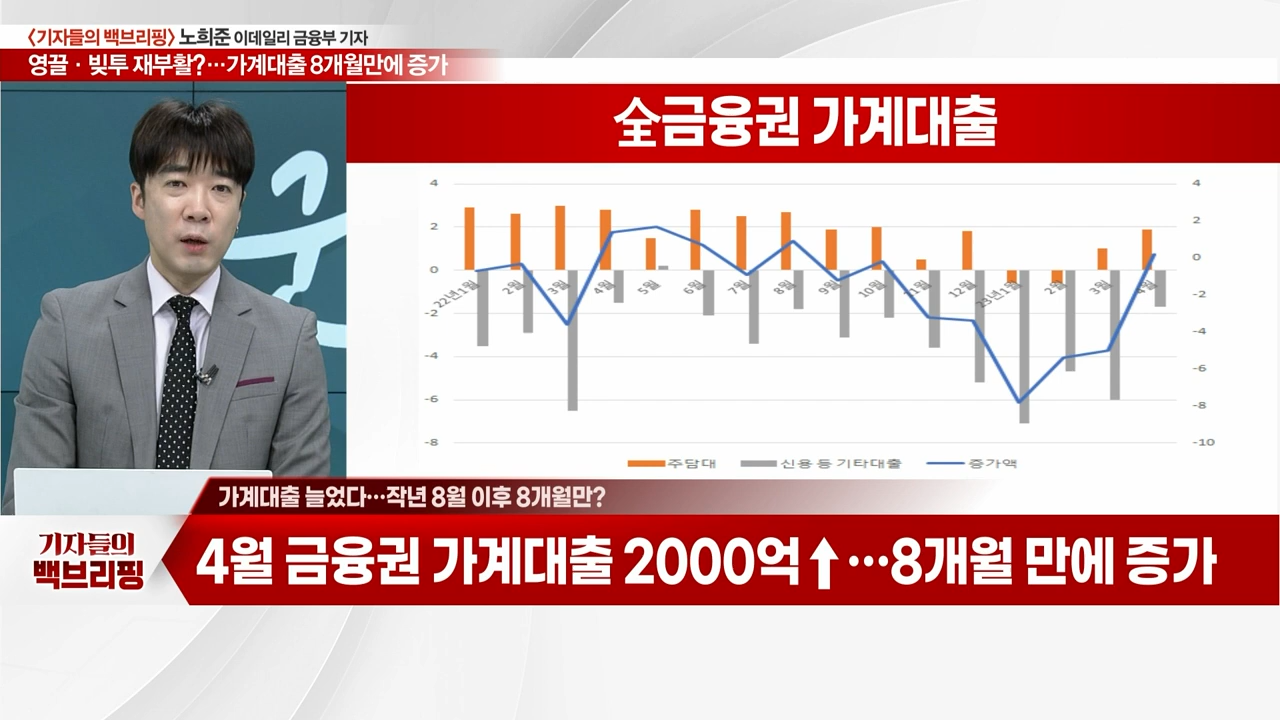 <기자들의 백브리핑> 노희준 이데일리 금융부 기자
영끌·빚투 재부활?…가계대출 8개월만에 증가
全금융권 가계대출
4
2
0
-2
-4
-6
-8
4
2
0
-2
-4
-6
-8
-10
22년1월 2월 3월 4월 5월 6월 7월 8월 9월 10월 11월 12월 23년1월 2월 3월 4월
주담대 신용 등 기타대출 증가액
가계대출 늘었다…작년 8월 이후 8개월만?
기자들의
백브리핑
4월 금융권 가계대출 2000억↑…8개월 만에 증가